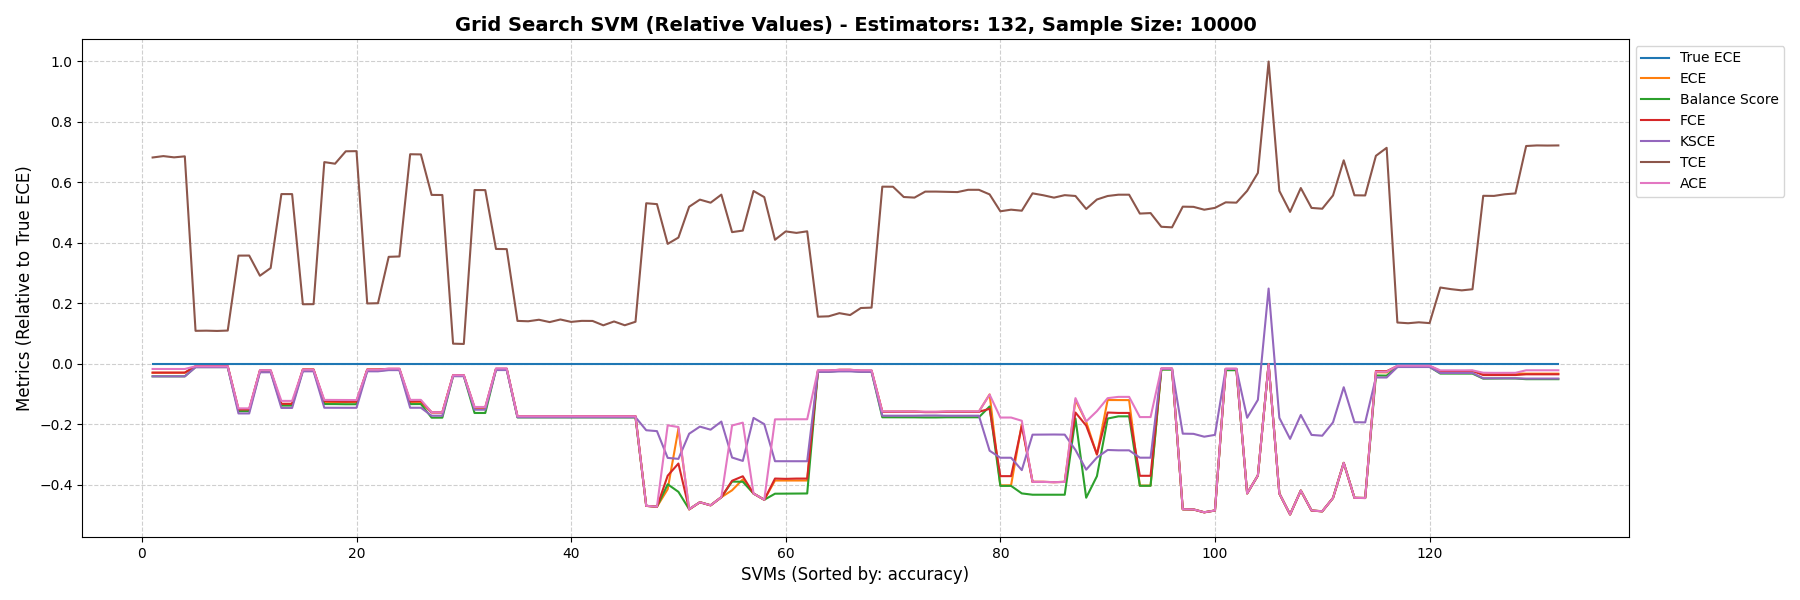 Grid Search SVM (Relative Values) - Estimators: 132, Sample Size: 10000
Metrics (Relative to True ECE)
1.0
0.8
0.6
0.4
0.2
0.0
−0.2
−0.4
0
20
40
60
80
100
120
SVMs (Sorted by: accuracy)
True ECE
ECE
Balance Score
FCE
KSCE
TCE
ACE